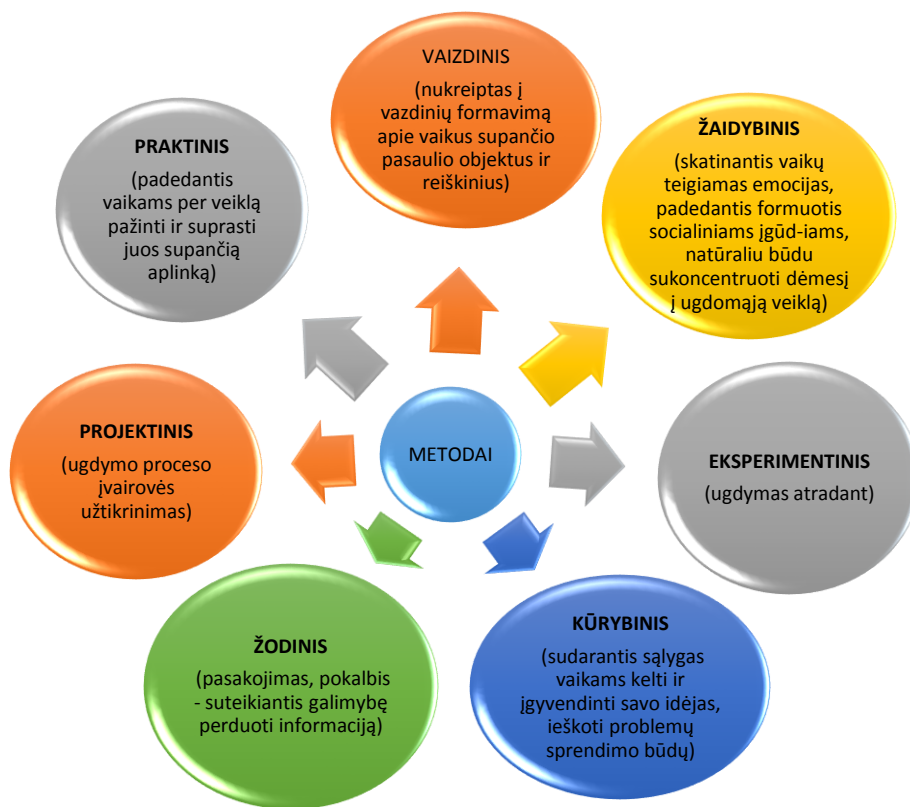 VAIZDINIS
(nukreiptas į
vazdinių formavimą
apie vaikus supančio
pasaulio objektus ir
reiškinius)
ŽAIDYBINIS
(skatinantis vaikų
teigiamas emocijas,
padedantis formuotis
socialiniams įgūd-iams,
natūraliu būdu
sukoncentruoti dėmesį
į ugdomąją veiklą)
EKSPERIMENTINIS
(ugdymas atradant)
KŪRYBINIS
(sudarantis sąlygas
vaikams kelti ir
įgyvendinti savo idėjas,
ieškoti problemų
sprendimo būdų)
ŽODINIS
(pasakojimas, pokalbis
- suteikiantis galimybę
perduoti informaciją)
PROJEKTINIS
(ugdymo proceso
įvairovės
užtikrinimas)
PRAKTINIS
(padedantis
vaikams per veiklą
pažinti ir suprasti
juos supančią
aplinką)
METODAI